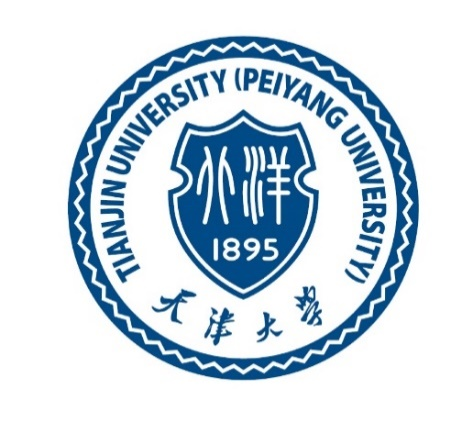 TIANJIN UNIVERSITY (PEIYANG UNIVERSITY)
北洋
1895
天津大学